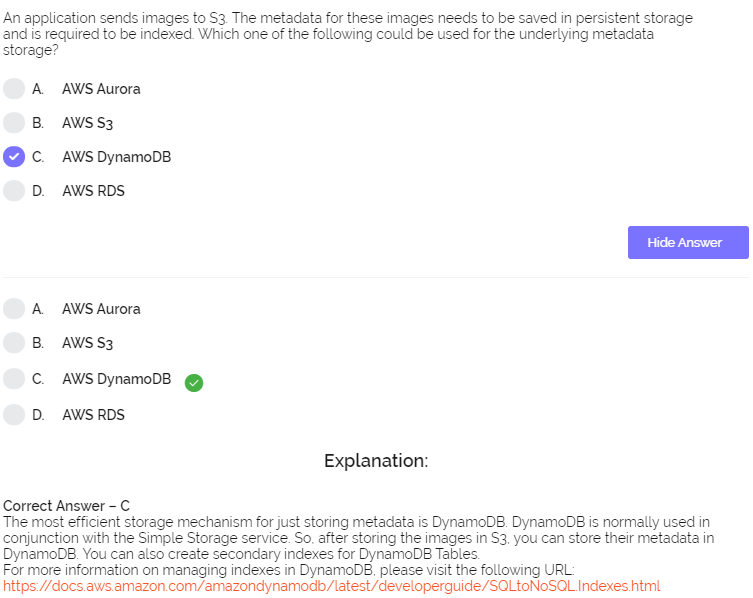 An application sends images to S3. The metadata for these images needs to be saved in persistent storage
and is required to be indexed. Which one of the following could be used for the underlying metadata
storage?
A. AWS Aurora
B. AWS S3
C. AWS DynamoDB
D. AWS RDS
Hide Answer
A. AWS Aurora
B. AWS S3
C. AWS DynamoDB
D. AWS RDS
Explanation:
Correct Answer – C
The most efficient storage mechanism for just storing metadata is DynamoDB. DynamoDB is normally used in
conjunction with the Simple Storage service. So, after storing the images in S3, you can store their metadata in
DynamoDB. You can also create secondary indexes for DynamoDB Tables.
For more information on managing indexes in DynamoDB, please visit the following URL:
https://docs.aws.amazon.com/amazondynamodb/latest/developerguide/SQLtoNoSQL.Indexes.html